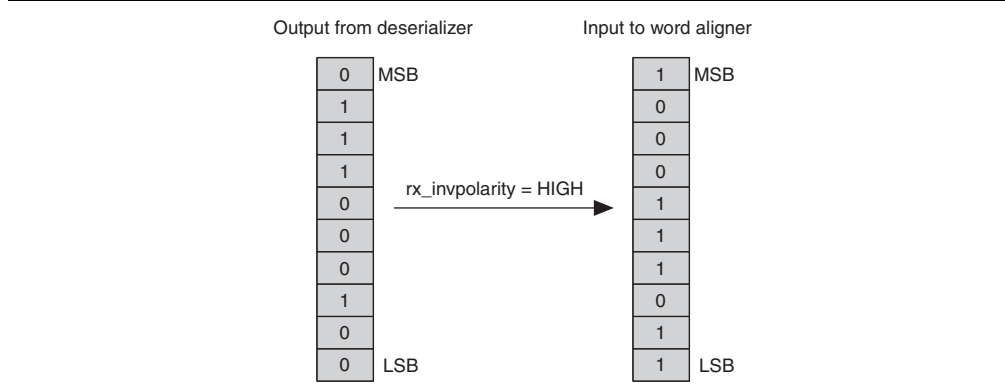 Output from deserializer Input to word aligner
0 MSB 1 MSB
1 0
1 0
1 0
0 rx_invpolarity = HIGH 1
0 1
0 1
1 0
0 1
0 LSB 1 LSB